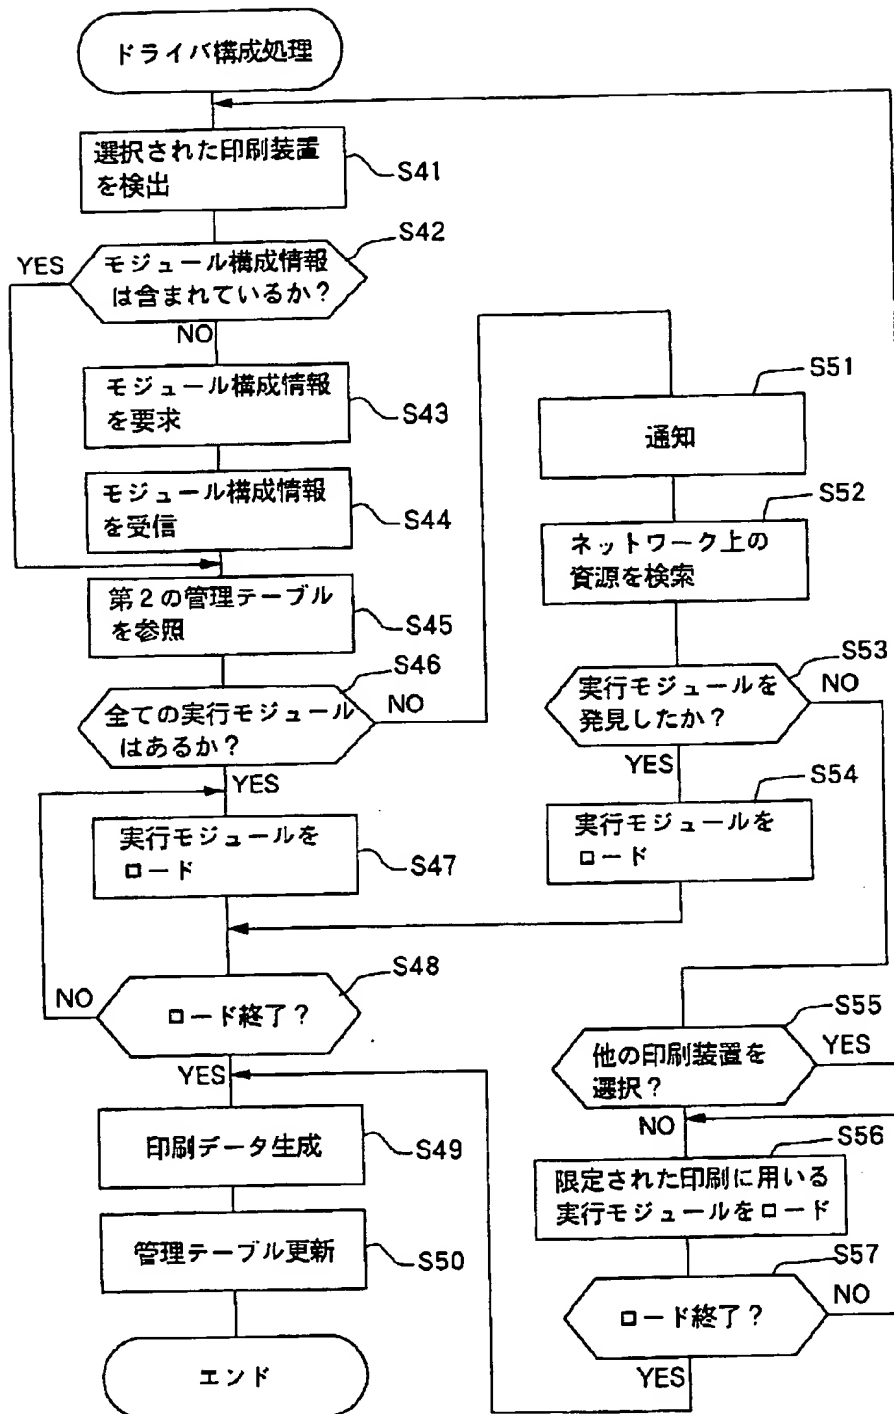 ドライバ構成処理
選択された印刷装置
を検出
S41
S42
YES
モジュール構成情報
は含まれているか?
NO
モジュール構成情報
を要求
S43
モジュール構成情報
を受信
S44
第2の管理テーブル
を参照
S45
S46
全ての実行モジュール
はあるか?
NO
YES
実行モジュールを
ロード
S47
S48
NO
ロード終了?
YES
印刷データ生成
S49
管理テーブル更新
S50
エンド
S51
通知
S52
ネットワーク上の
資源を検索
S53
実行モジュールを
発見したか?
NO
YES
S54
実行モジュールを
ロード
S55
他の印刷装置を
選択?
YES
NO
S56
限定された印刷に用いる
実行モジュールをロード
S57
ロード終了?
NO
YES